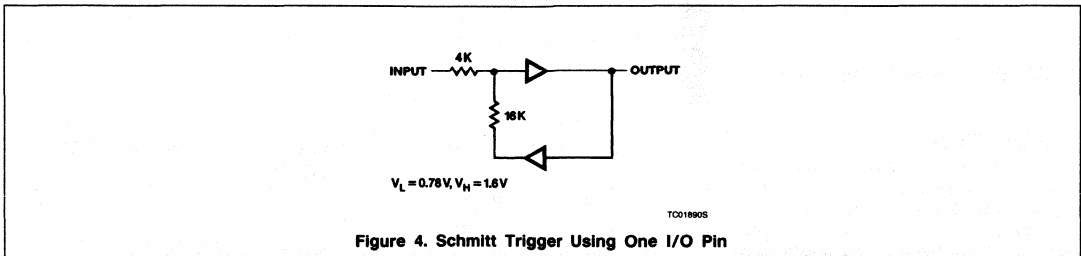 4K
INPUT
OUTPUT
16K
V_L = 0.78V, V_H = 1.6V
TC01890S
Figure 4. Schmitt Trigger Using One I/O Pin